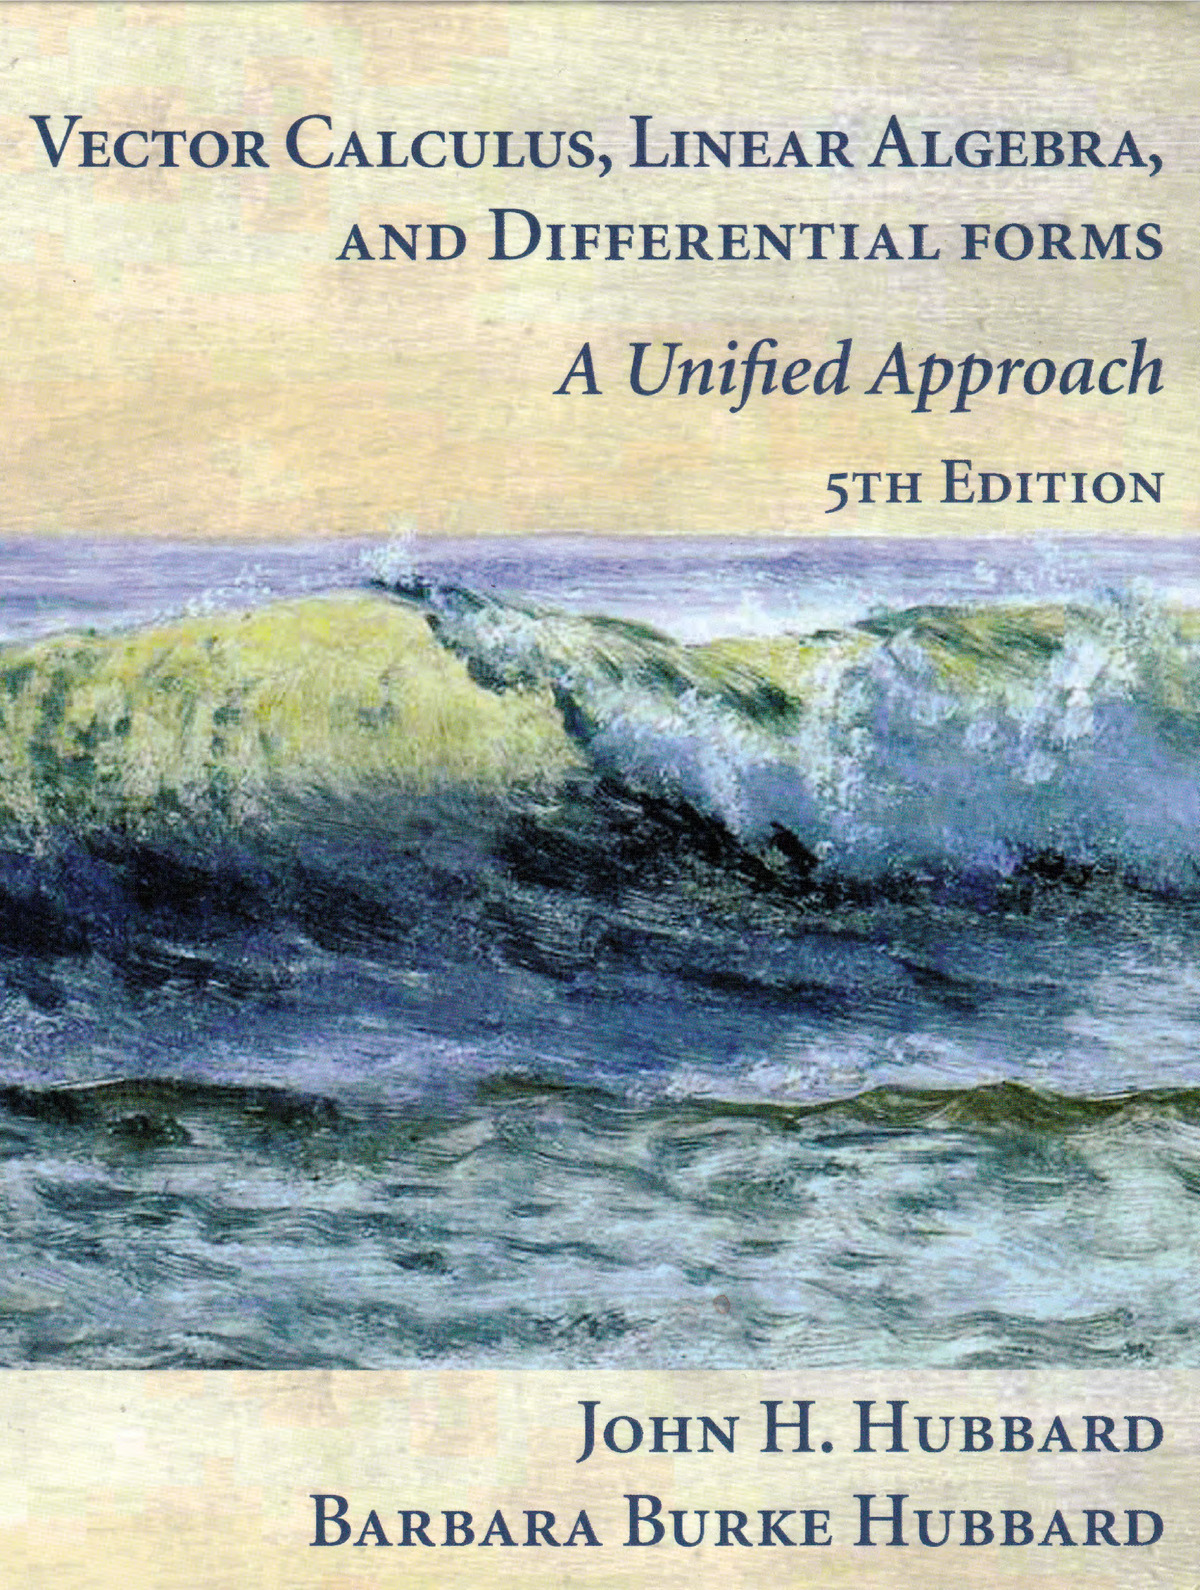 Vector Calculus, Linear Algebra,
and Differential forms
A Unified Approach
5th Edition
John H. Hubbard
Barbara Burke Hubbard